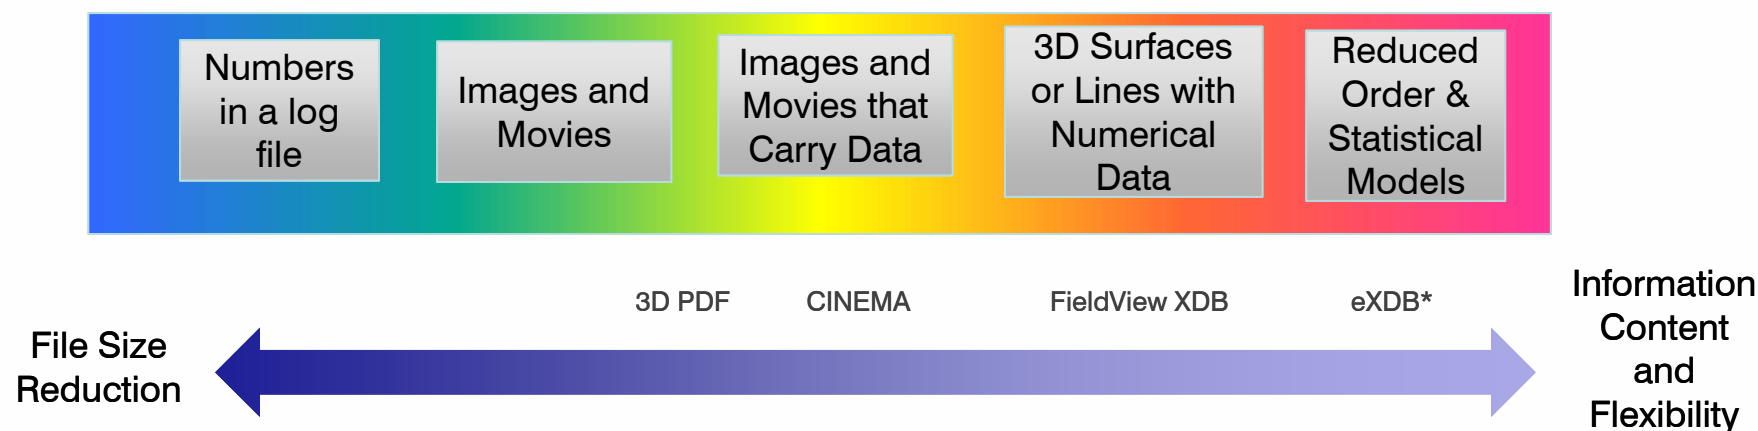 Numbers
in a log
file
Images and
Movies
Images and
Movies that
Carry Data
3D Surfaces
or Lines with
Numerical
Data
Reduced
Order &
Statistical
Models
3D PDF
CINEMA
FieldView XDB
eXDB*
File Size
Reduction
Information
Content
and
Flexibility